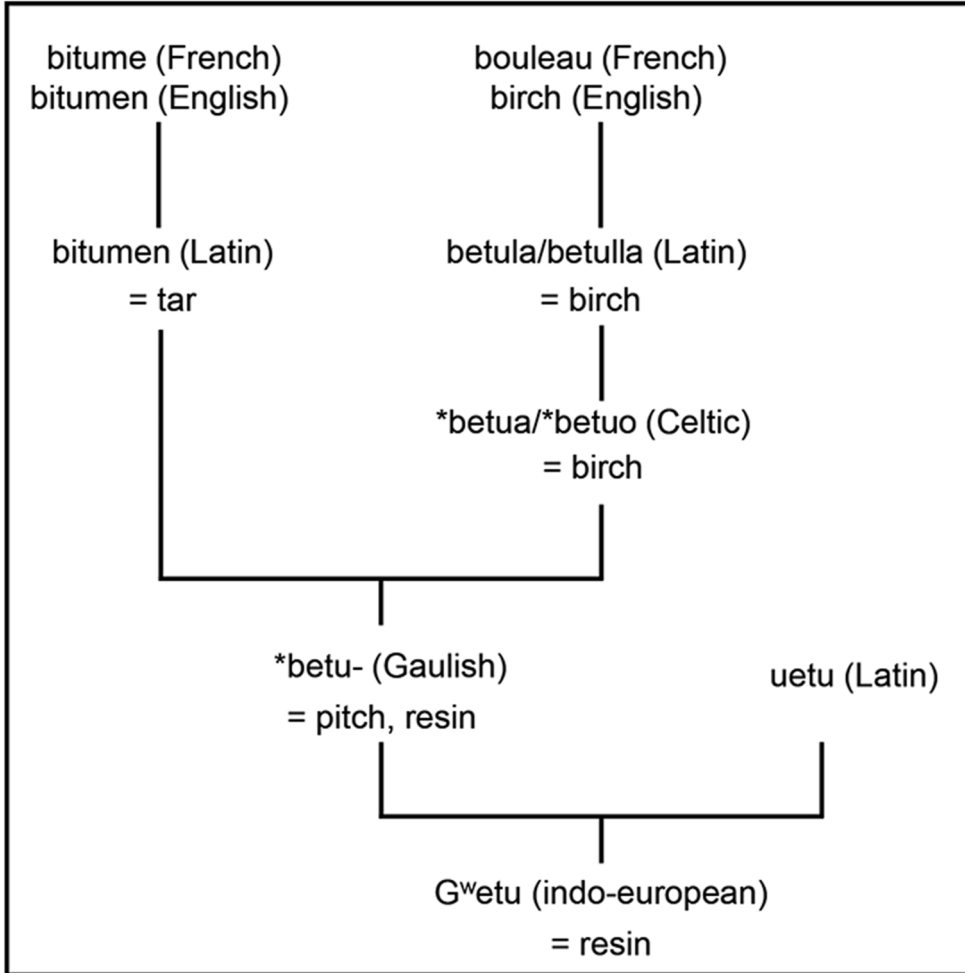 bitume (French)
bitumen (English)
bouleau (French)
birch (English)
bitumen (Latin)
= tar
betula/betulla (Latin)
= birch
*betua/*betuo (Celtic)
= birch
*betu- (Gaulish)
= pitch, resin
uetu (Latin)
Gʷetu (indo-european)
= resin